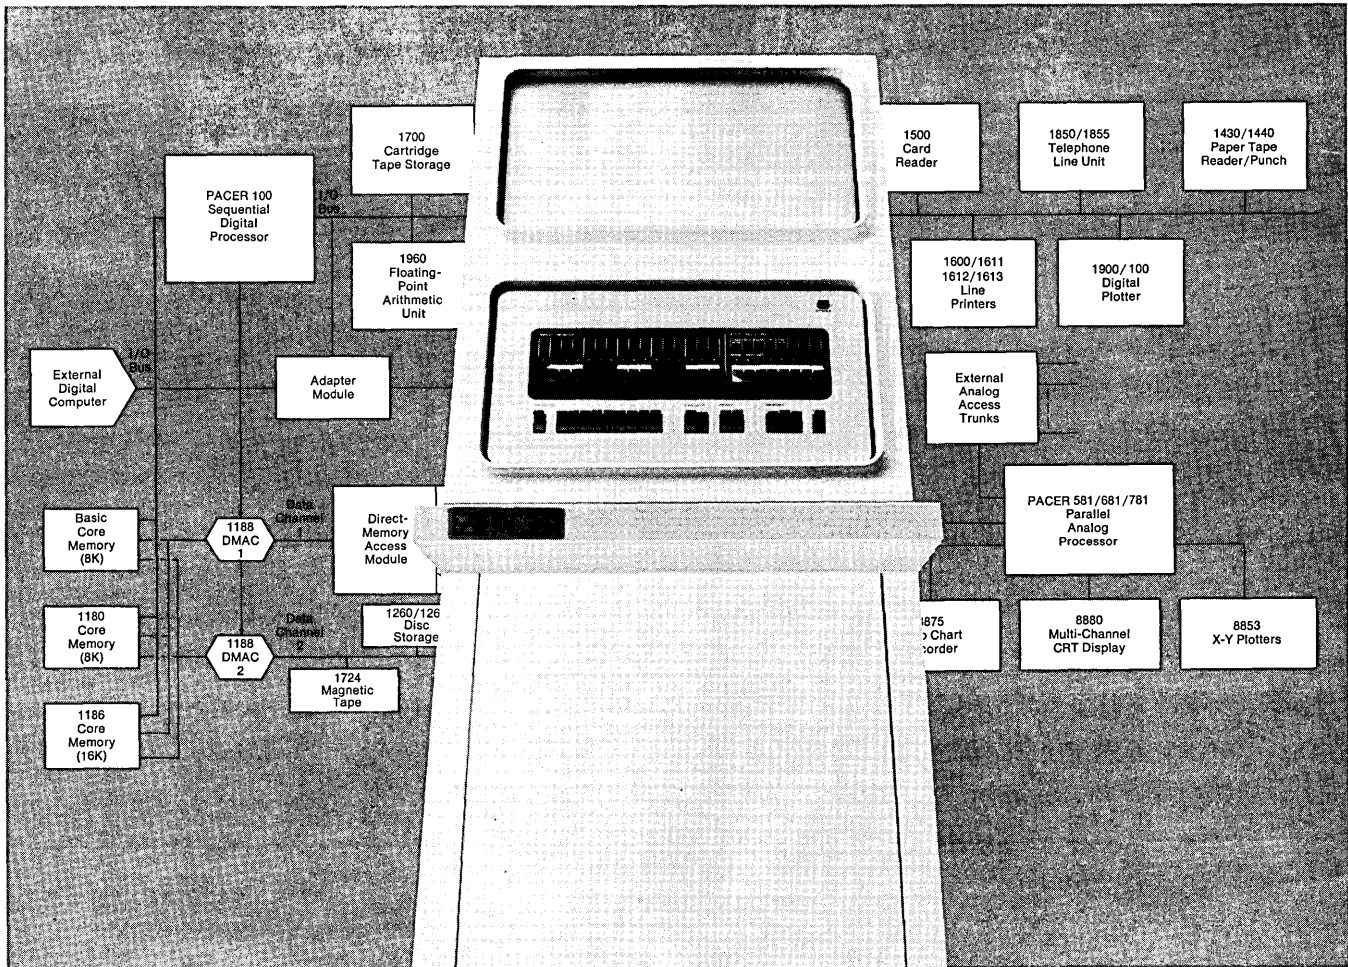 1700
Cartridge
Tape Storage
1500
Card
Reader
1850/1855
Telephone
Line Unit
1430/1440
Paper Tape
Reader/Punch
PACER 100
Sequential
Digital
Processor
I/O
Bus
1960
Floating-
Point
Arithmetic
Unit
1600/1611
1612/1613
Line
Printers
1900/100
Digital
Plotter
External
Digital
Computer
I/O
Bus
Adapter
Module
External
Analog
Access
Trunks
Basic
Core
Memory
(8K)
1188
DMAC
1
Data
Channel
1
Direct-
Memory
Access
Module
PACER 581/681/781
Parallel
Analog
Processor
1180
Core
Memory
(8K)
1188
DMAC
2
Data
Channel
2
1260/126
Disc
Storage
1724
Magnetic
Tape
875
Chart
corder
8880
Multi-Channel
CRT Display
8853
X-Y Plotters
1186
Core
Memory
(16K)